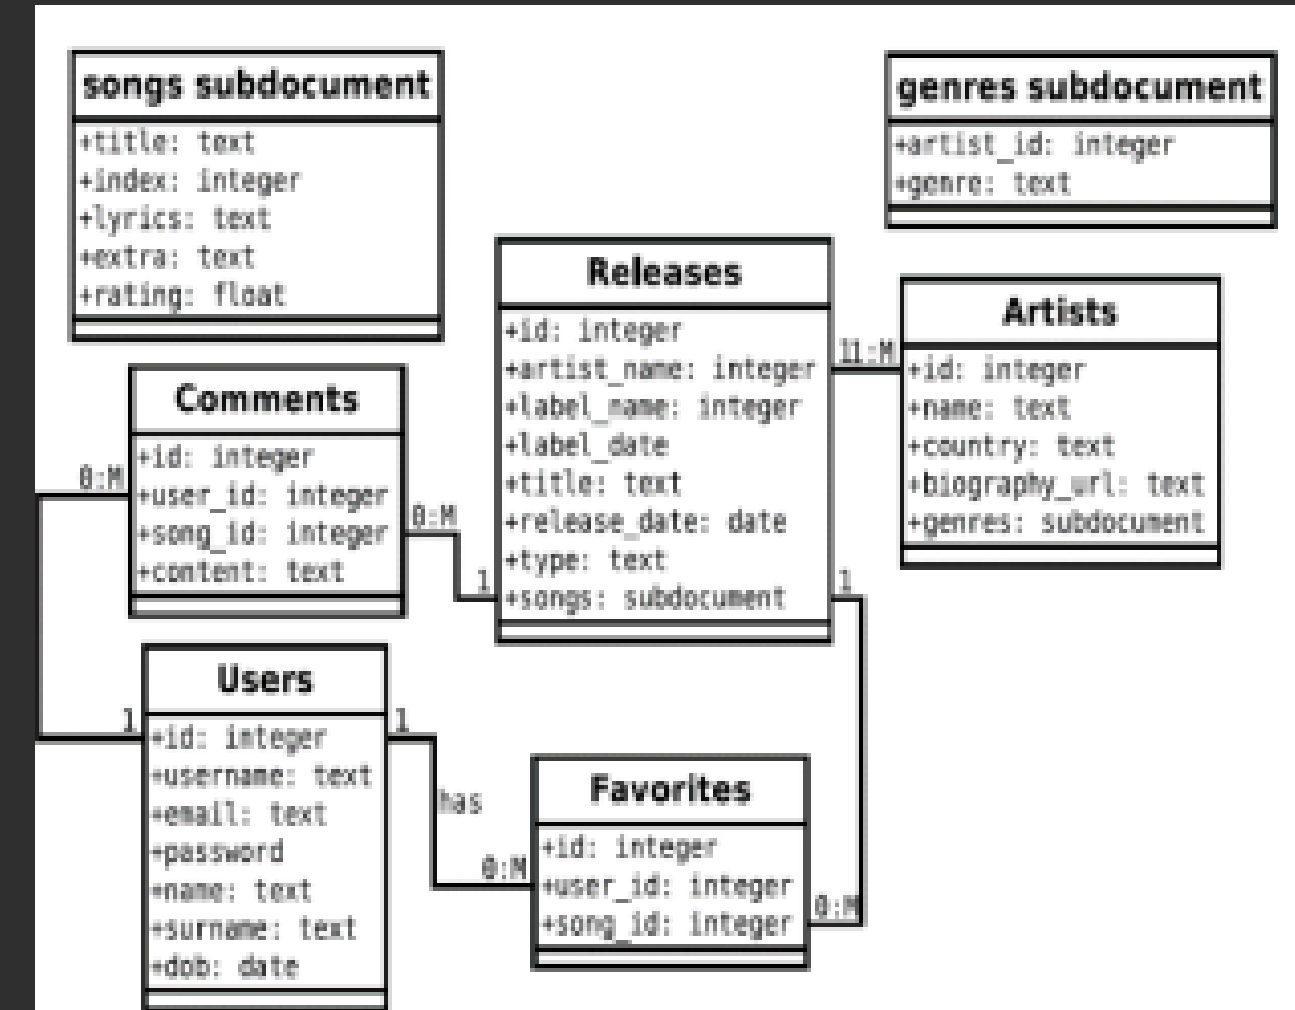 songs subdocument
+title: text
+index: integer
+lyrics: text
+extra: text
+rating: float
genres subdocument
+artist_id: integer
+genre: text
Releases
+id: integer
+artist_name: integer
+label_name: integer
+label_date
+title: text
+release_date: date
+type: text
+songs: subdocument
11:M
Artists
+id: integer
+name: text
+country: text
+biography_url: text
+genres: subdocument
Comments
+id: integer
+user_id: integer
+song_id: integer
+content: text
0:M
0:M
1
1
Users
+id: integer
+username: text
+email: text
+password
+name: text
+surname: text
+dob: date
1
1
has
0:M
Favorites
+id: integer
+user_id: integer
+song_id: integer
0:M